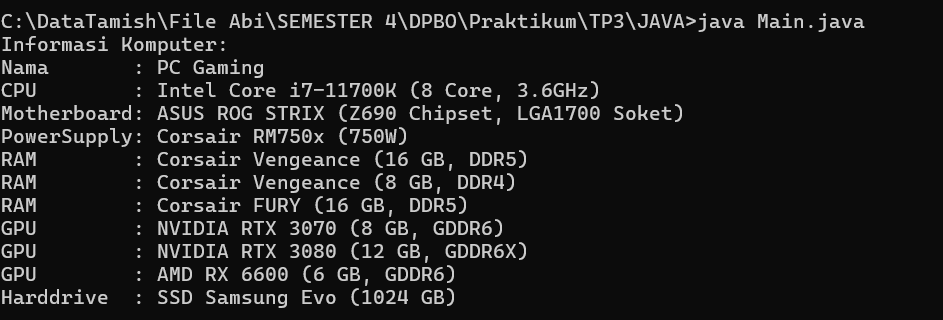 C:\DataTamish\File Abi\SEMESTER 4\DPBO\Praktikum\TP3\JAVA>java Main.java
Informasi Komputer:
Nama       : PC Gaming
CPU        : Intel Core i7-11700K (8 Core, 3.6GHz)
Motherboard: ASUS ROG STRIX (Z690 Chipset, LGA1700 Soket)
PowerSupply: Corsair RM750x (750W)
RAM        : Corsair Vengeance (16 GB, DDR5)
RAM        : Corsair Vengeance (8 GB, DDR4)
RAM        : Corsair FURY (16 GB, DDR5)
GPU        : NVIDIA RTX 3070 (8 GB, GDDR6)
GPU        : NVIDIA RTX 3080 (12 GB, GDDR6X)
GPU        : AMD RX 6600 (6 GB, GDDR6)
Harddrive  : SSD Samsung Evo (1024 GB)